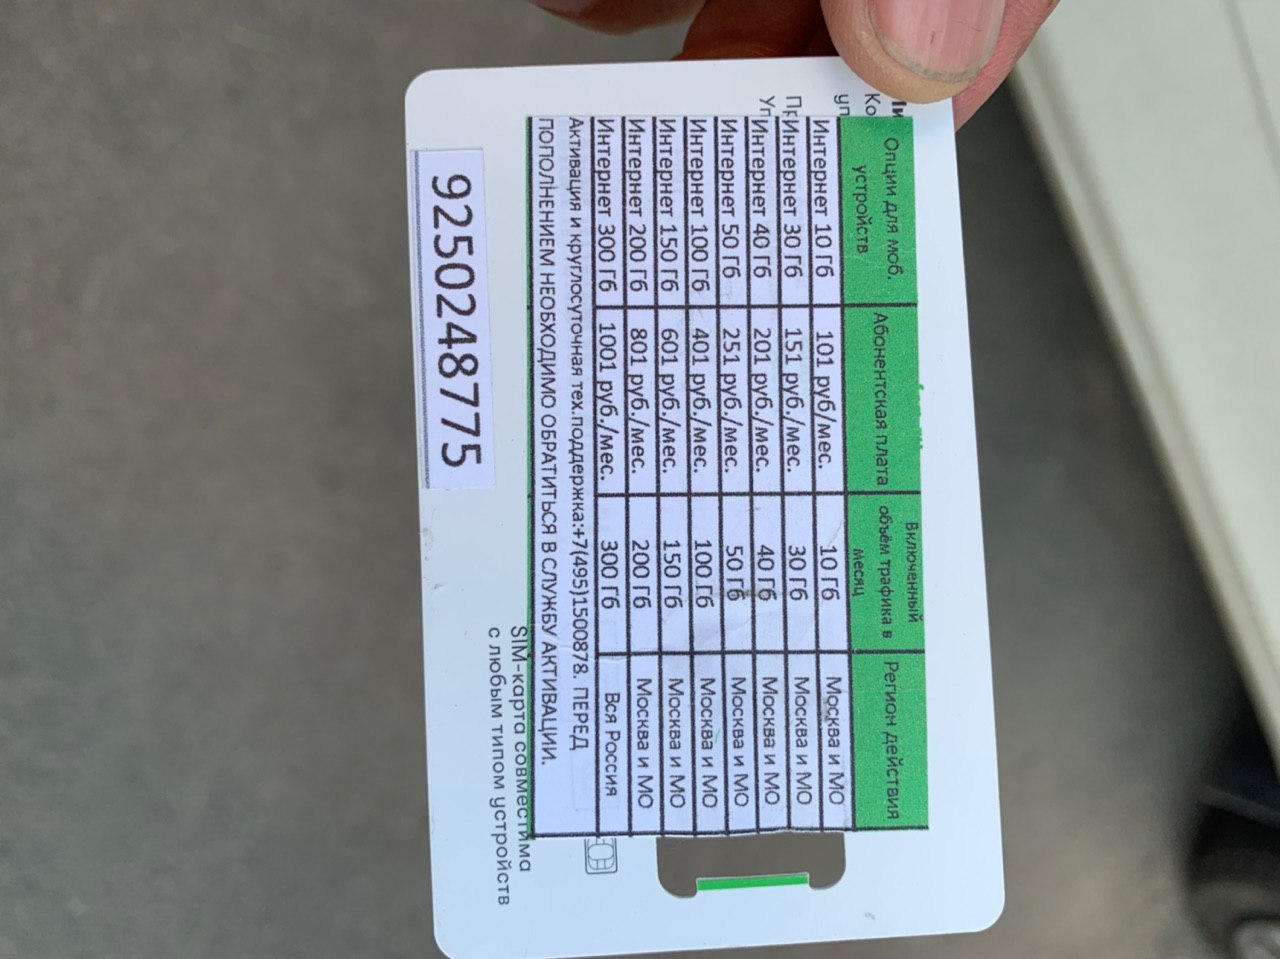 Опции для моб. устройств
Абонентская плата
Включенный объём трафика в месяц
Регион действия
Интернет 10 Гб 101 руб/мес. 10 Гб Москва и МО
Интернет 30 Гб 151 руб./мес. 30 Гб Москва и МО
Интернет 40 Гб 201 руб./мес. 40 Гб Москва и МО
Интернет 50 Гб 251 руб./мес. 50 Гб Москва и МО
Интернет 100 Гб 401 руб./мес. 100 Гб Москва и МО
Интернет 150 Гб 601 руб./мес. 150 Гб Москва и МО
Интернет 200 Гб 801 руб./мес. 200 Гб Москва и МО
Интернет 300 Гб 1001 руб./мес. 300 Гб Вся Россия
Активация и круглосуточная тех.поддержка:+7(495)1500878. ПЕРЕД
ПОПОЛНЕНИЕМ НЕОБХОДИМО ОБРАТИТЬСЯ В СЛУЖБУ АКТИВАЦИИ.
SIM-карта совместима
с любым типом устройств
9250248775